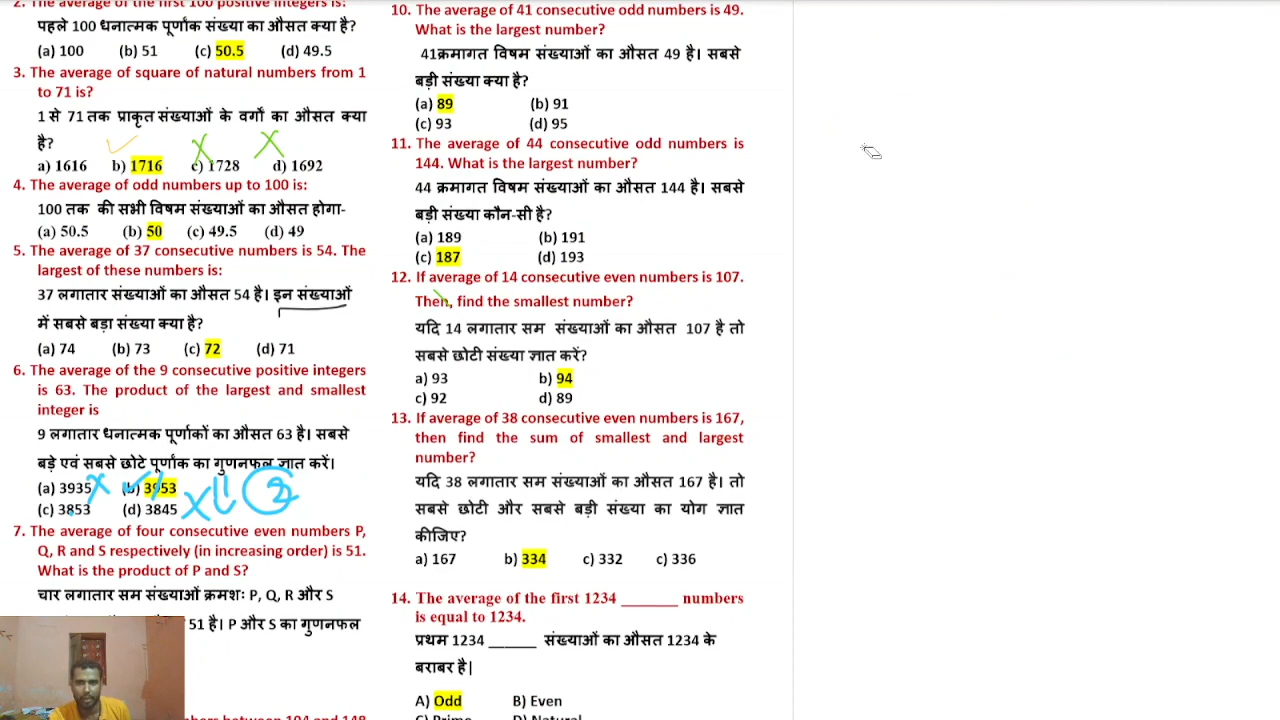 2. The average of the first 100 positive integers is:
पहले 100 धनात्मक पूर्णांक संख्या का औसत क्या है?
(a) 100 (b) 51 (c) 50.5 (d) 49.5
3. The average of square of natural numbers from 1
to 71 is?
1 से 71 तक प्राकृत संख्याओं के वर्गों का औसत क्या
है?
a) 1616 b) 1716 c) 1728 d) 1692
4. The average of odd numbers up to 100 is:
100 तक की सभी विषम संख्याओं का औसत होगा-
(a) 50.5 (b) 50 (c) 49.5 (d) 49
5. The average of 37 consecutive numbers is 54. The
largest of these numbers is:
37 लगातार संख्याओं का औसत 54 है। इन संख्याओं
में सबसे बड़ा संख्या क्या है?
(a) 74 (b) 73 (c) 72 (d) 71
6. The average of the 9 consecutive positive integers
is 63. The product of the largest and smallest
integer is
9 लगातार धनात्मक पूर्णाकों का औसत 63 है। सबसे
बड़े एवं सबसे छोटे पूर्णांक का गुणनफल ज्ञात करें।
(a) 3935 (b) 3953
(c) 3853 (d) 3845
7. The average of four consecutive even numbers P,
Q, R and S respectively (in increasing order) is 51.
What is the product of P and S?
चार लगातार सम संख्याओं क्रमशः P, Q, R और S
51 है। P और S का गुणनफल
between 104 and 148
10. The average of 41 consecutive odd numbers is 49.
What is the largest number?
41क्रमागत विषम संख्याओं का औसत 49 है। सबसे
बड़ी संख्या क्या है?
(a) 89 (b) 91
(c) 93 (d) 95
11. The average of 44 consecutive odd numbers is
144. What is the largest number?
44 क्रमागत विषम संख्याओं का औसत 144 है। सबसे
बड़ी संख्या कौन-सी है?
(a) 189 (b) 191
(c) 187 (d) 193
12. If average of 14 consecutive even numbers is 107.
Then, find the smallest number?
यदि 14 लगातार सम संख्याओं का औसत 107 है तो
सबसे छोटी संख्या ज्ञात करें?
a) 93 b) 94
c) 92 d) 89
13. If average of 38 consecutive even numbers is 167,
then find the sum of smallest and largest
number?
यदि 38 लगातार सम संख्याओं का औसत 167 है। तो
सबसे छोटी और सबसे बड़ी संख्या का योग ज्ञात
कीजिए?
a) 167 b) 334 c) 332 c) 336
14. The average of the first 1234 _______ numbers
is equal to 1234.
प्रथम 1234 ______ संख्याओं का औसत 1234 के
बराबर है|
A) Odd B) Even
C) Prime D) Natural